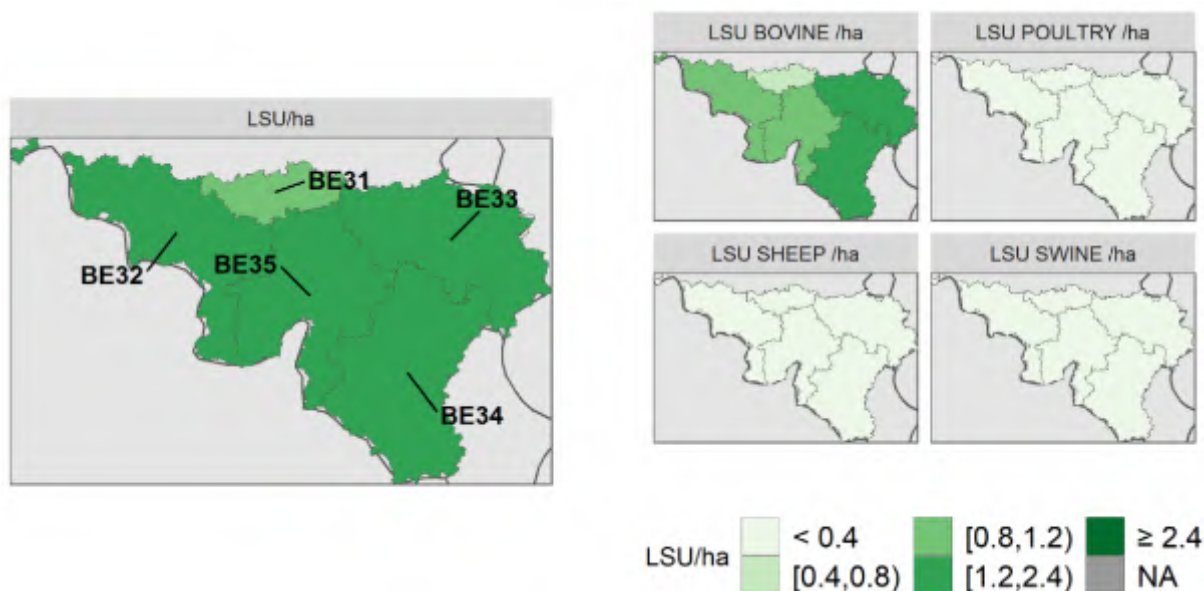 LSU/ha
BE31
BE33
BE32
BE35
BE34
LSU BOVINE /ha
LSU POULTRY /ha
LSU SHEEP /ha
LSU SWINE /ha
LSU/ha
< 0.4
[0.4,0.8)
[0.8,1.2)
[1.2,2.4)
≥ 2.4
NA